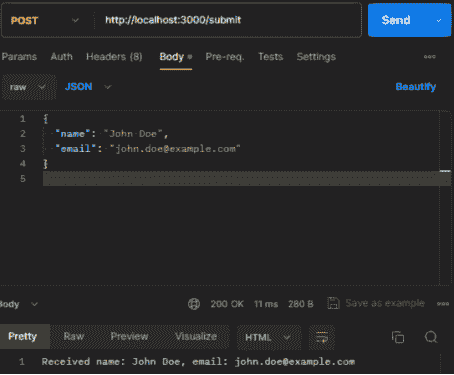 POST http://localhost:3000/submit Send
Params Auth Headers (8) Body Pre-req. Tests Settings
raw JSON Beautify
1 {
2 "name": "John Doe",
3 "email": "john.doe@example.com"
4 }
5
Body 200 OK 11 ms 280 B Save as example
Pretty Raw Preview Visualize HTML
1 Received name: John Doe, email: john.doe@example.com